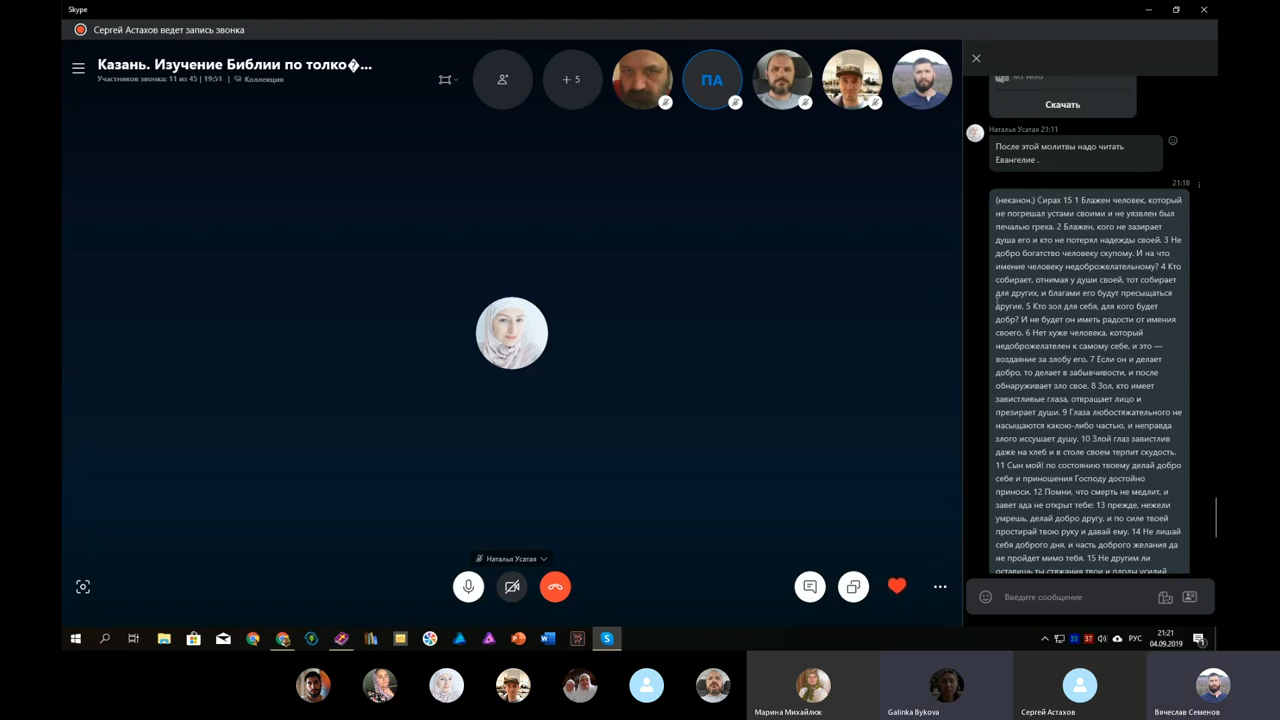 Skype
Сергей Астахов ведет запись звонка
Казань. Изучение Библии по толко�...
Участников звонка: 11 из 45 | 19:51 | Коллекция
+ 5
ПА
MS Word
Скачать
Наталья Усатая 21:11
После этой молитвы надо читать
Евангелие .
21:18
(неканон.) Сирах 15 1 Блажен человек, который
не погрешал устами своими и не уязвлен был
печалью греха. 2 Блажен, кого не зазирает
душа его и кто не потерял надежды своей. 3 Не
добро богатство человеку скупому. И на что
имение человеку недоброжелательному? 4 Кто
собирает, отнимая у души своей, тот собирает
для других, и благами его будут пресыщаться
другие. 5 Кто зол для себя, для кого будет
добр? И не будет он иметь радости от имения
своего. 6 Нет хуже человека, который
недоброжелателен к самому себе, и это —
воздаяние за злобу его. 7 Если он и делает
добро, то делает в забывчивости, и после
обнаруживает зло свое. 8 Зол, кто имеет
завистливые глаза, отвращает лицо и
презирает души. 9 Глаза любостяжательного не
насыщаются какою-либо частью, и неправда
злого иссушает душу. 10 Злой глаз завистлив
даже на хлеб и в столе своем терпит скудость.
11 Сын мой! по состоянию твоему делай добро
себе и приношения Господу достойно
приноси. 12 Помни, что смерть не медлит, и
завет ада не открыт тебе: 13 прежде, нежели
умрешь, делай добро другу, и по силе твоей
простирай твою руку и давай ему. 14 Не лишай
себя доброго дня, и часть доброго желания да
не пройдет мимо тебя. 15 Не другим ли
оставишь ты стяжания твои и плоды усилий
Наталья Усатая
Введите сообщение
33
37
РУС
21:21
04.09.2019
Марина Михайлюк
Galinka Bykova
Сергей Астахов
Вячеслав Семенов